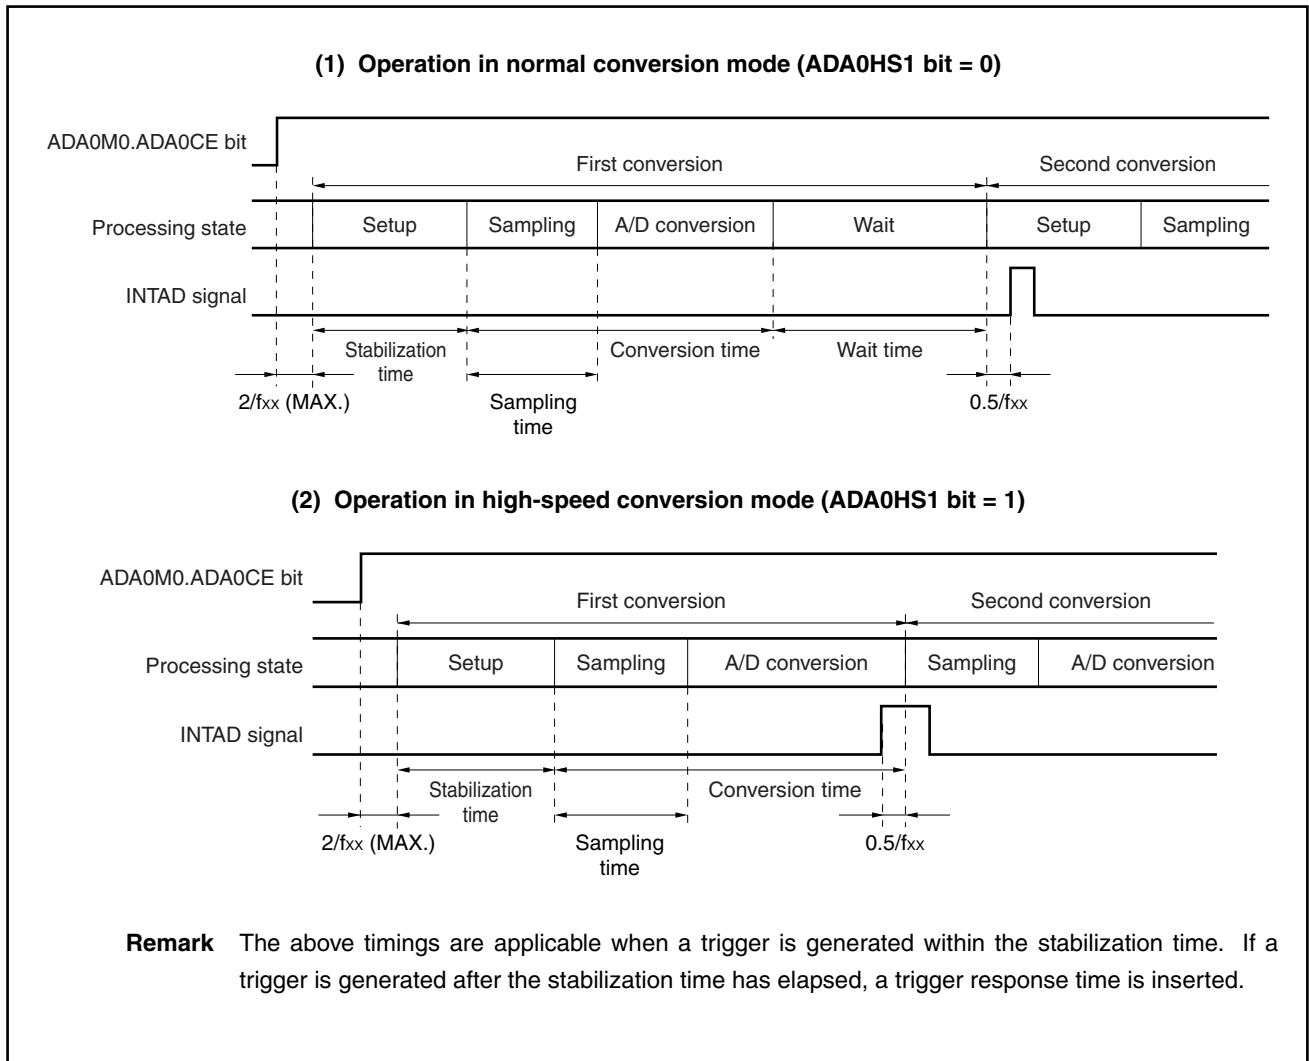 (1) Operation in normal conversion mode (ADA0HS1 bit = 0)
ADA0M0.ADA0CE bit
First conversion
Second conversion
Processing state
Setup
Sampling
A/D conversion
Wait
Setup
Sampling
INTAD signal
Stabilization
time
Conversion time
Wait time
2/fxx (MAX.)
Sampling
time
0.5/fxx
(2) Operation in high-speed conversion mode (ADA0HS1 bit = 1)
ADA0M0.ADA0CE bit
First conversion
Second conversion
Processing state
Setup
Sampling
A/D conversion
Sampling
A/D conversion
INTAD signal
Stabilization
time
Conversion time
2/fxx (MAX.)
Sampling
time
0.5/fxx
Remark The above timings are applicable when a trigger is generated within the stabilization time. If a
trigger is generated after the stabilization time has elapsed, a trigger response time is inserted.